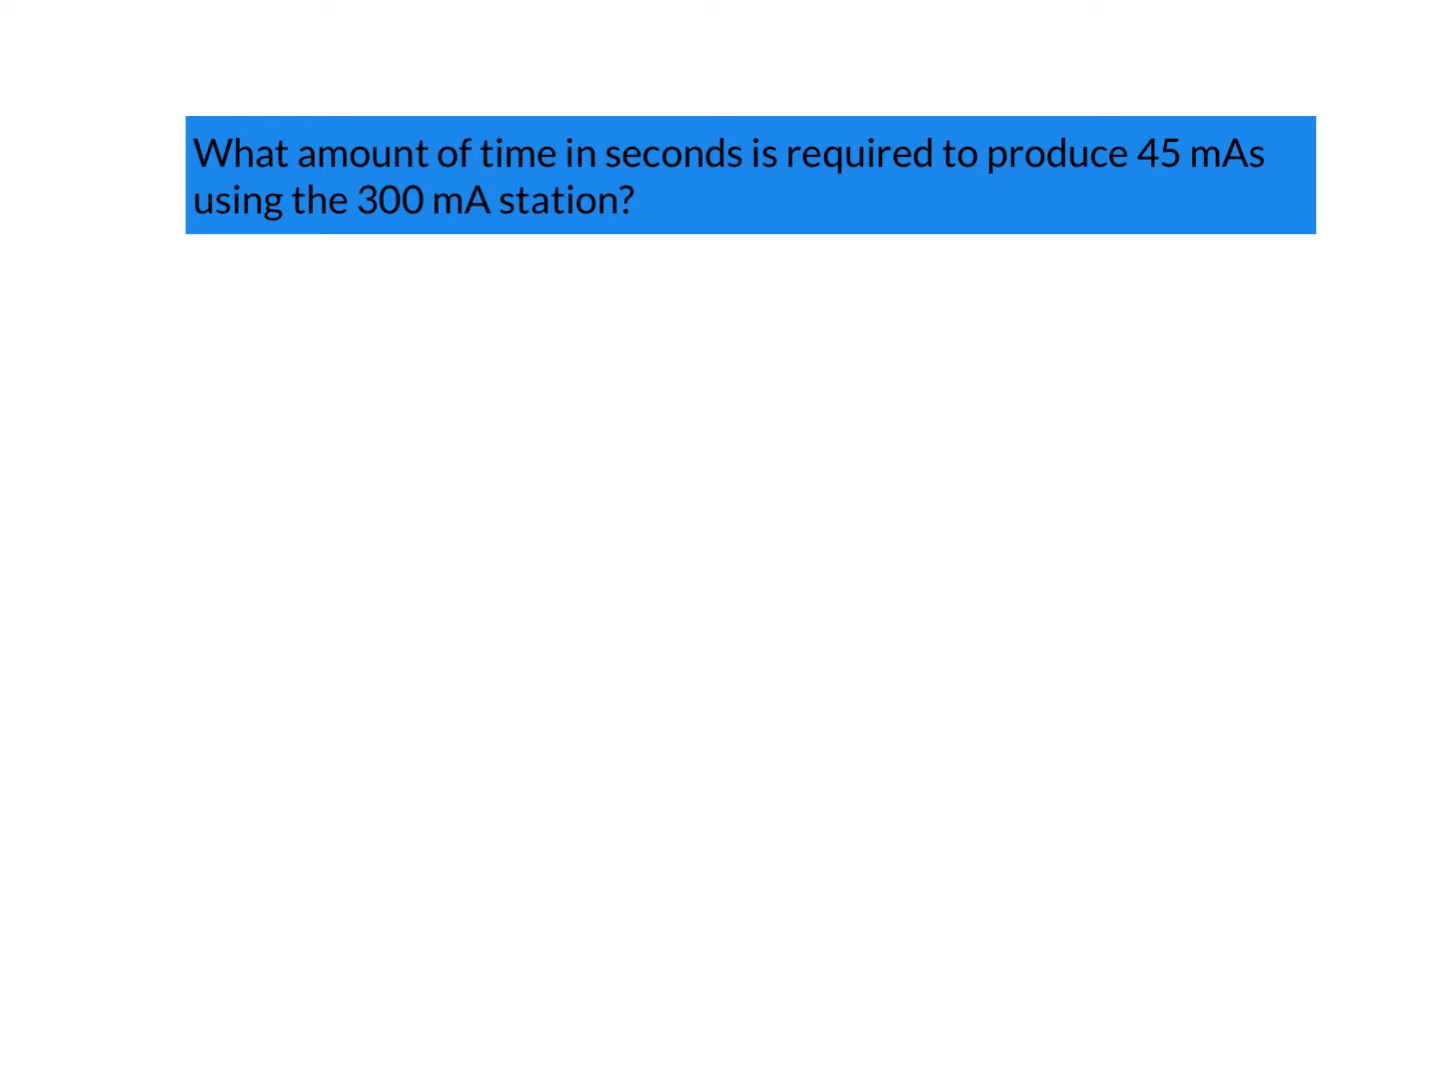 What amount of time in seconds is required to produce 45 mAs
using the 300 mA station?